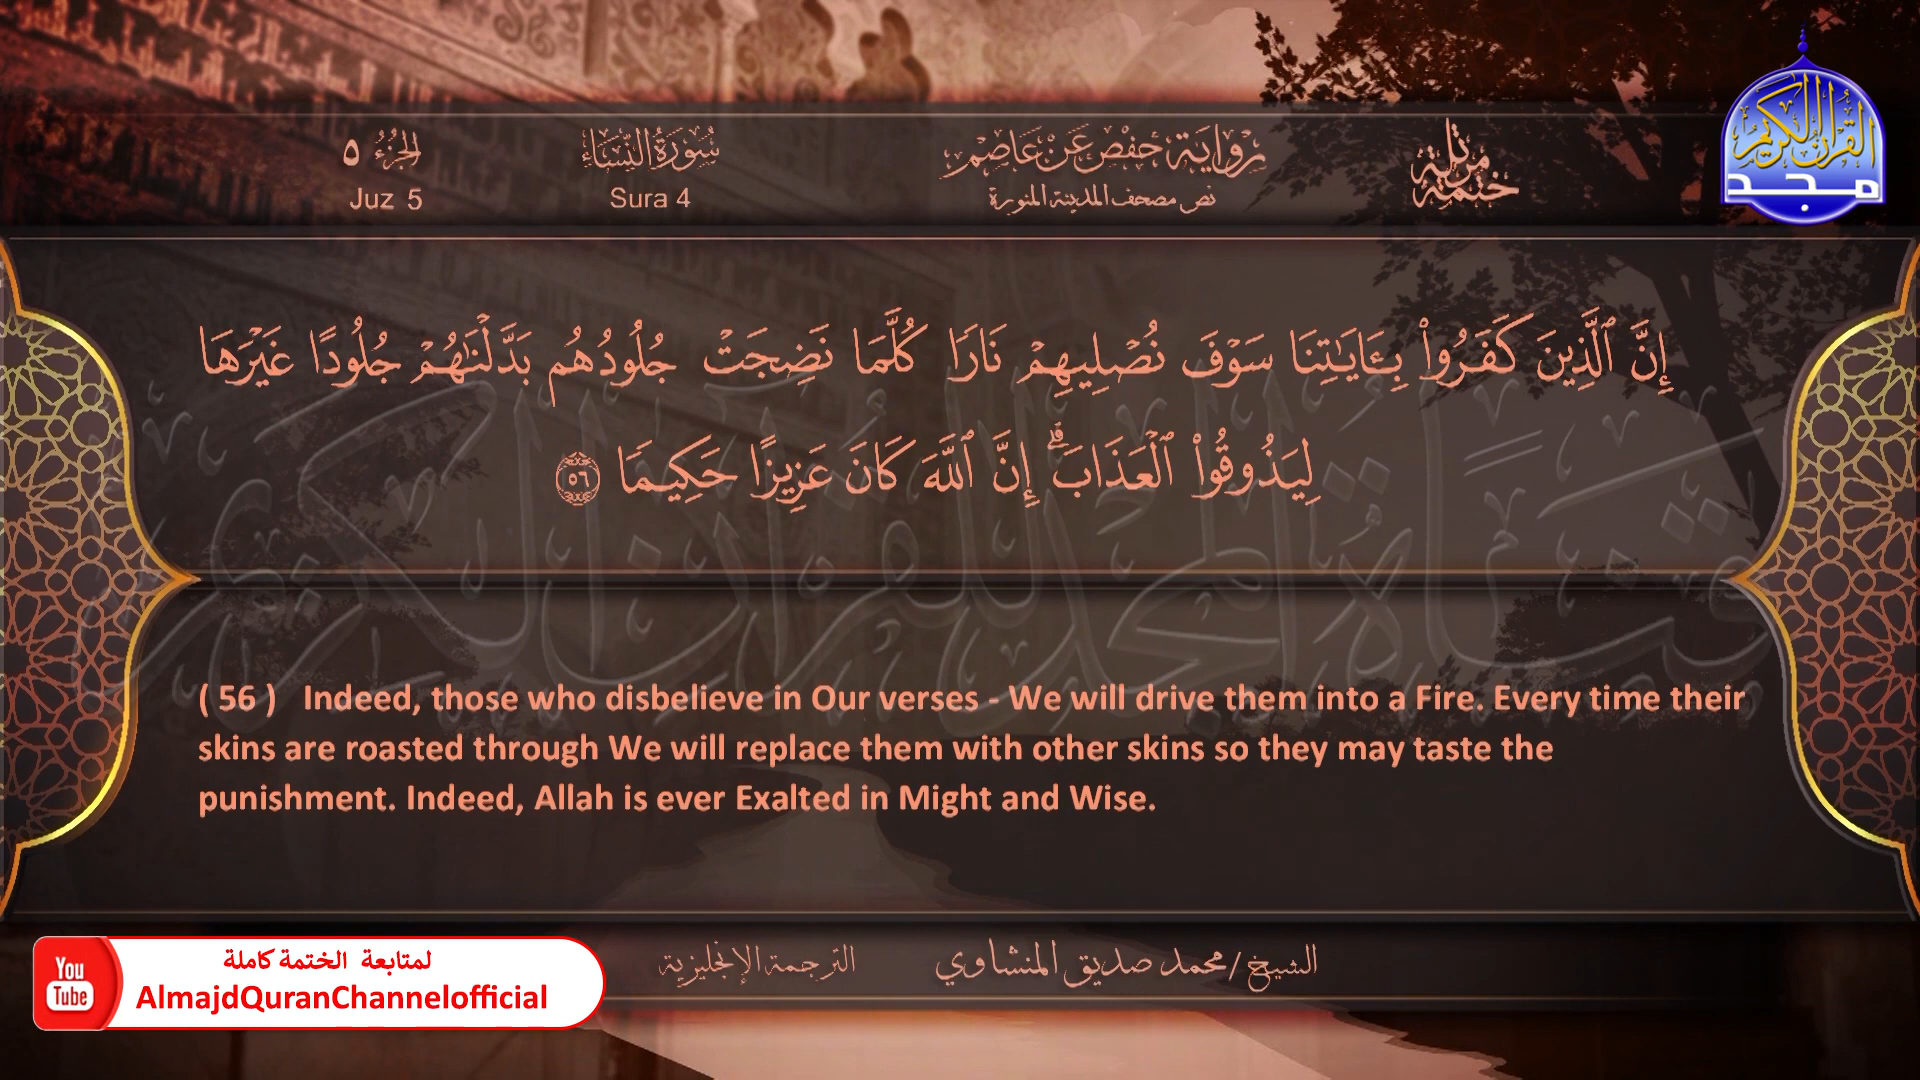 القرآن الكريم
مجد
ختمة مرتلة
رواية حفص عن عاصم
نص مصحف المدينة المنورة
سورة النساء
Sura 4
الجزء ٥
Juz 5
إِنَّ ٱلَّذِينَ كَفَرُوا۟ بِـَٔايَـٰتِنَا سَوْفَ نُصْلِيهِمْ نَارًا كُلَّمَا نَضِجَتْ جُلُودُهُم بَدَّلْنَـٰهُمْ جُلُودًا غَيْرَهَا
لِيَذُوقُوا۟ ٱلْعَذَابَ ۗ إِنَّ ٱللَّهَ كَانَ عَزِيزًا حَكِيمًا ٥٦
قناة المجد للقرآن الكريم
( 56 ) Indeed, those who disbelieve in Our verses - We will drive them into a Fire. Every time their
skins are roasted through We will replace them with other skins so they may taste the
punishment. Indeed, Allah is ever Exalted in Might and Wise.
الشيخ / محمد صديق المنشاوي
الترجمة الإنجليزية
You
Tube
لمتابعة الختمة كاملة
AlmajdQuranChannelofficial